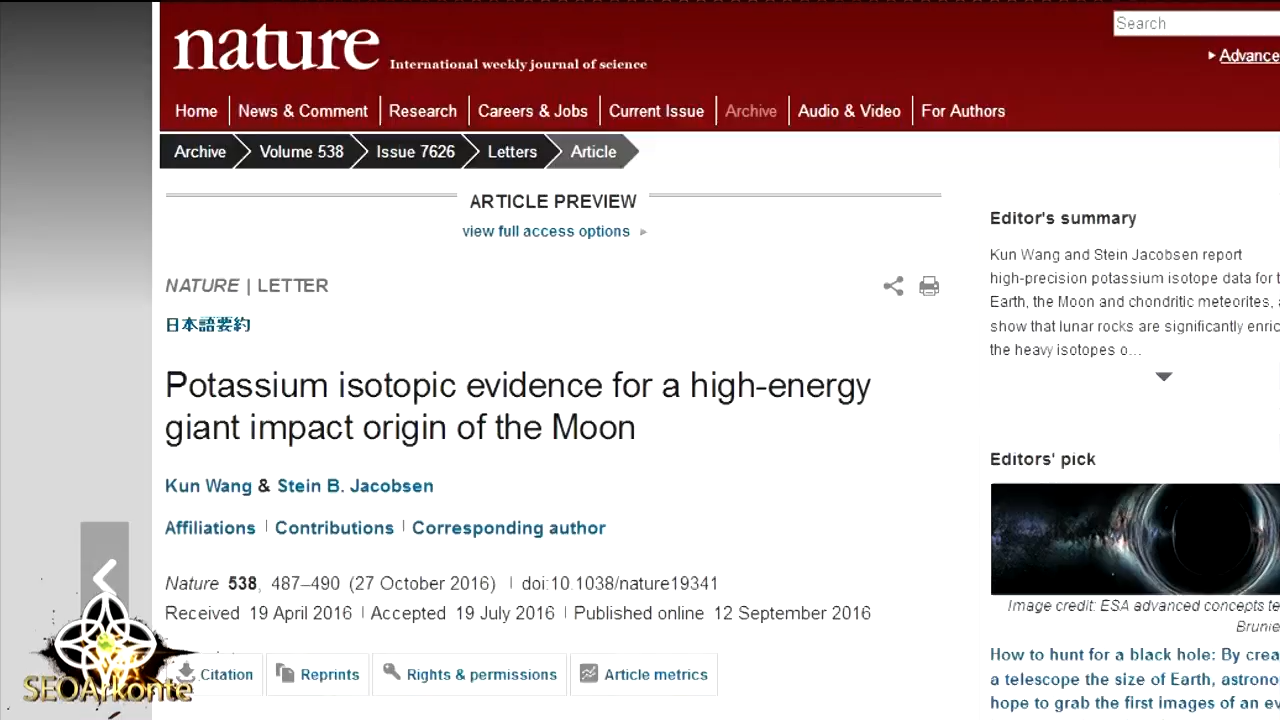 nature International weekly journal of science
Search
Advance
Home News & Comment Research Careers & Jobs Current Issue Archive Audio & Video For Authors
Archive Volume 538 Issue 7626 Letters Article
ARTICLE PREVIEW
view full access options
NATURE | LETTER
日本語要約
Potassium isotopic evidence for a high-energy
giant impact origin of the Moon
Kun Wang & Stein B. Jacobsen
Affiliations Contributions Corresponding author
Nature 538, 487–490 (27 October 2016) doi:10.1038/nature19341
Received 19 April 2016 Accepted 19 July 2016 Published online 12 September 2016
Citation Reprints Rights & permissions Article metrics
Editor's summary
Kun Wang and Stein Jacobsen report
high-precision potassium isotope data for t
Earth, the Moon and chondritic meteorites, a
show that lunar rocks are significantly enric
the heavy isotopes o…
Editors' pick
Image credit: ESA advanced concepts te
Brunie
How to hunt for a black hole: By crea
a telescope the size of Earth, astrono
hope to grab the first images of an ev
SEOArkonte